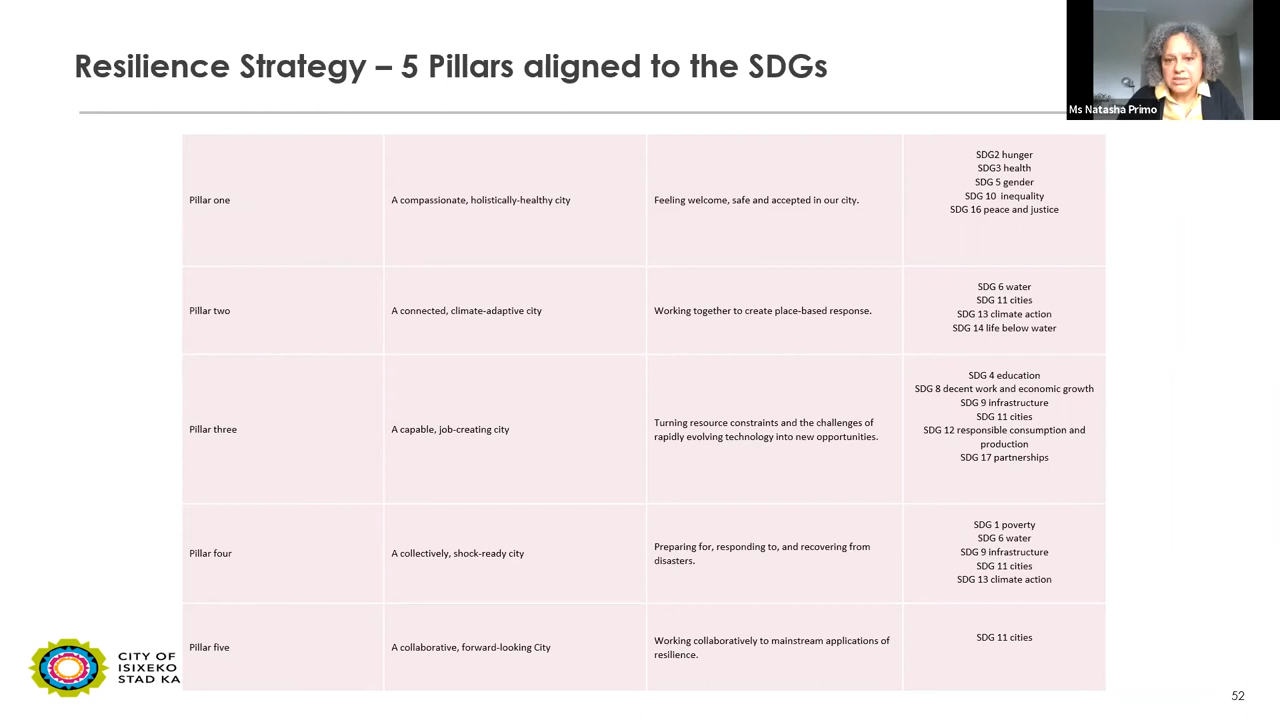 Resilience Strategy – 5 Pillars aligned to the SDGs
Ms Natasha Primo
Pillar one
A compassionate, holistically-healthy city
Feeling welcome, safe and accepted in our city.
SDG2 hunger
SDG3 health
SDG 5 gender
SDG 10 inequality
SDG 16 peace and justice
Pillar two
A connected, climate-adaptive city
Working together to create place-based response.
SDG 6 water
SDG 11 cities
SDG 13 climate action
SDG 14 life below water
Pillar three
A capable, job-creating city
Turning resource constraints and the challenges of
rapidly evolving technology into new opportunities.
SDG 4 education
SDG 8 decent work and economic growth
SDG 9 infrastructure
SDG 11 cities
SDG 12 responsible consumption and
production
SDG 17 partnerships
Pillar four
A collectively, shock-ready city
Preparing for, responding to, and recovering from
disasters.
SDG 1 poverty
SDG 6 water
SDG 9 infrastructure
SDG 11 cities
SDG 13 climate action
Pillar five
A collaborative, forward-looking City
Working collaboratively to mainstream applications of
resilience.
SDG 11 cities
CITY OF
ISIXEKO
STAD KA
52